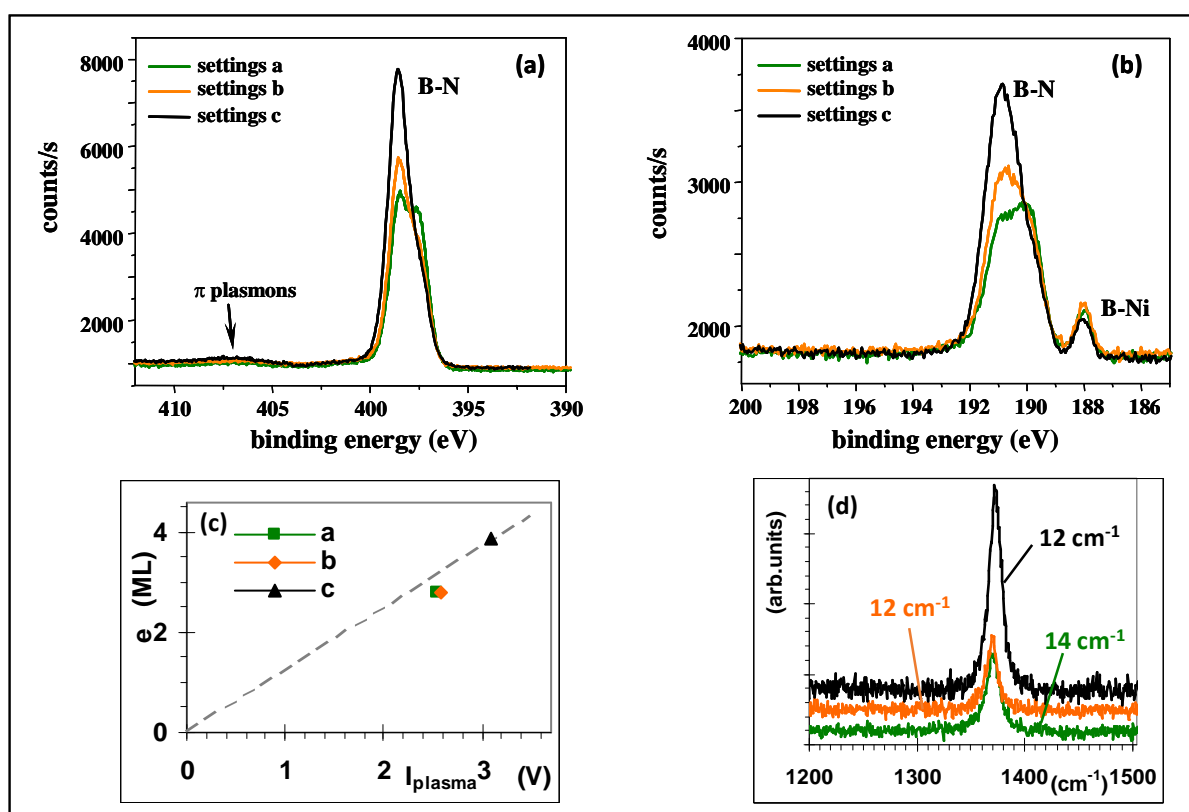 (a)
settings a
settings b
settings c
B-N
π plasmons
counts/s
8000
6000
4000
2000
410
405
400
395
390
binding energy (eV)
(b)
settings a
settings b
settings c
B-N
B-Ni
counts/s
4000
3000
2000
200
198
196
194
192
190
188
186
binding energy (eV)
(c)
a
b
c
e (ML)
4
2
0
0
1
2
3
Iplasma (V)
(d)
(arb.units)
12 cm-1
12 cm-1
14 cm-1
1200
1300
1400
1500
(cm-1)